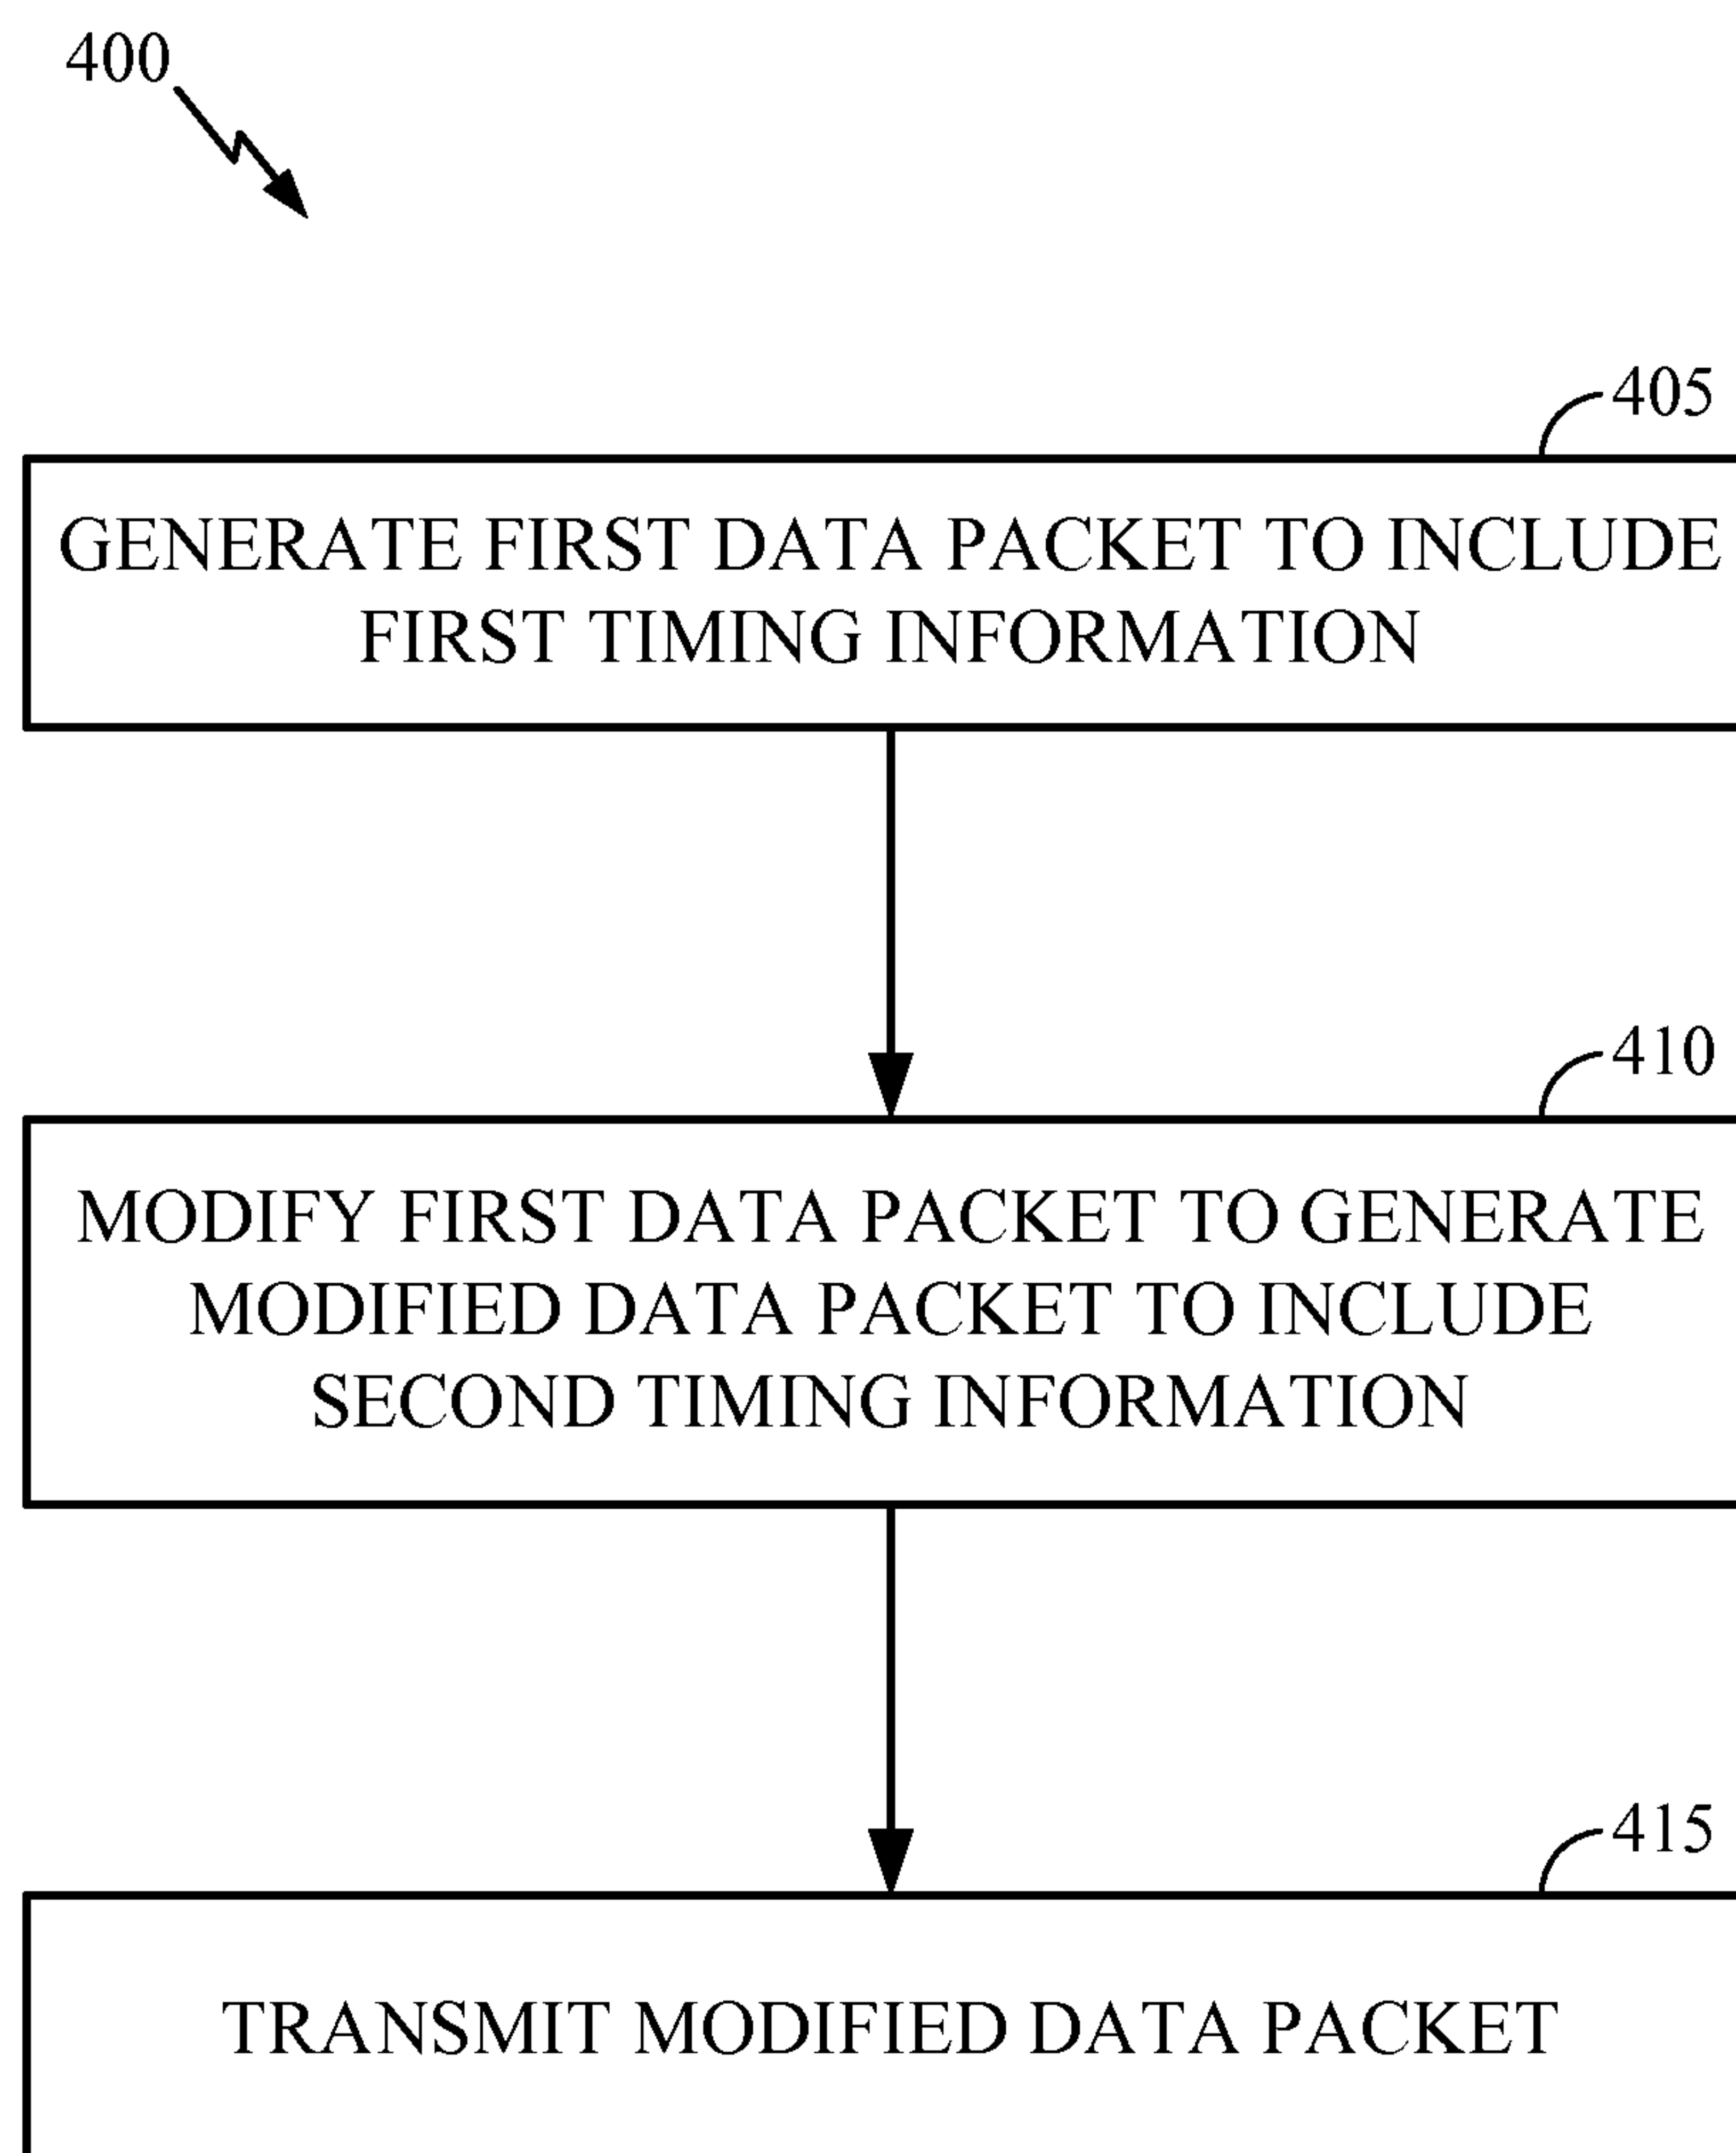 400
405
GENERATE FIRST DATA PACKET TO INCLUDE
FIRST TIMING INFORMATION
410
MODIFY FIRST DATA PACKET TO GENERATE
MODIFIED DATA PACKET TO INCLUDE
SECOND TIMING INFORMATION
415
TRANSMIT MODIFIED DATA PACKET